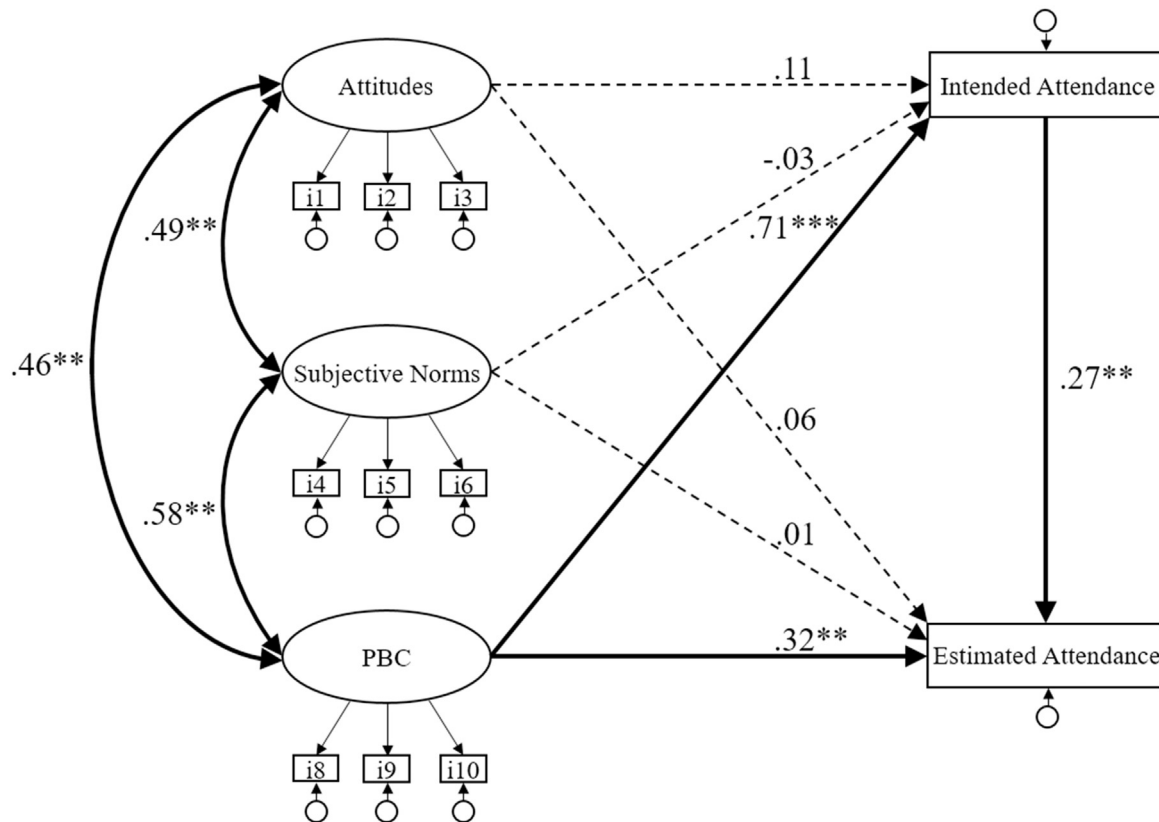 Attitudes
.11
Intended Attendance
i1
i2
i3
-.03
.49**
.71***
.46**
Subjective Norms
.27**
.06
i4
i5
i6
.58**
.01
PBC
.32**
Estimated Attendance
i8
i9
i10